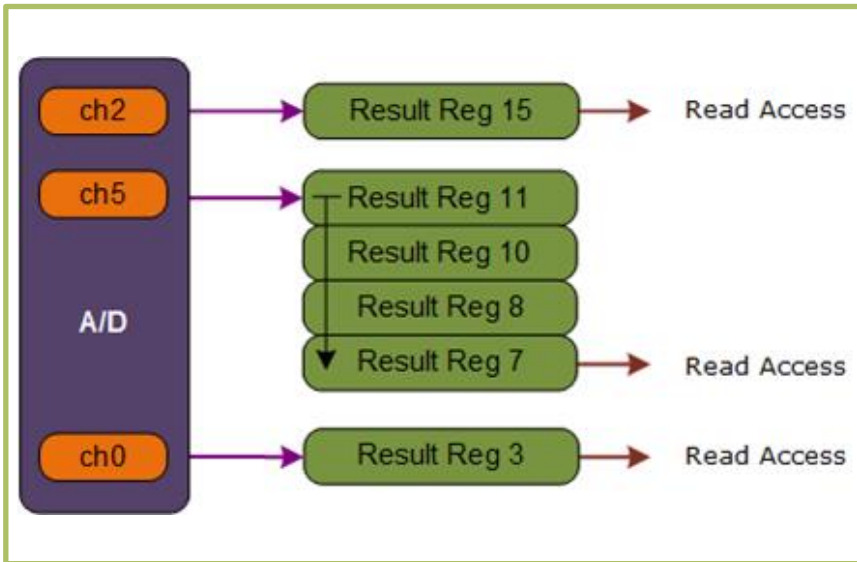 ch2
Result Reg 15
Read Access
ch5
Result Reg 11
Result Reg 10
Result Reg 8
A/D
Result Reg 7
Read Access
ch0
Result Reg 3
Read Access